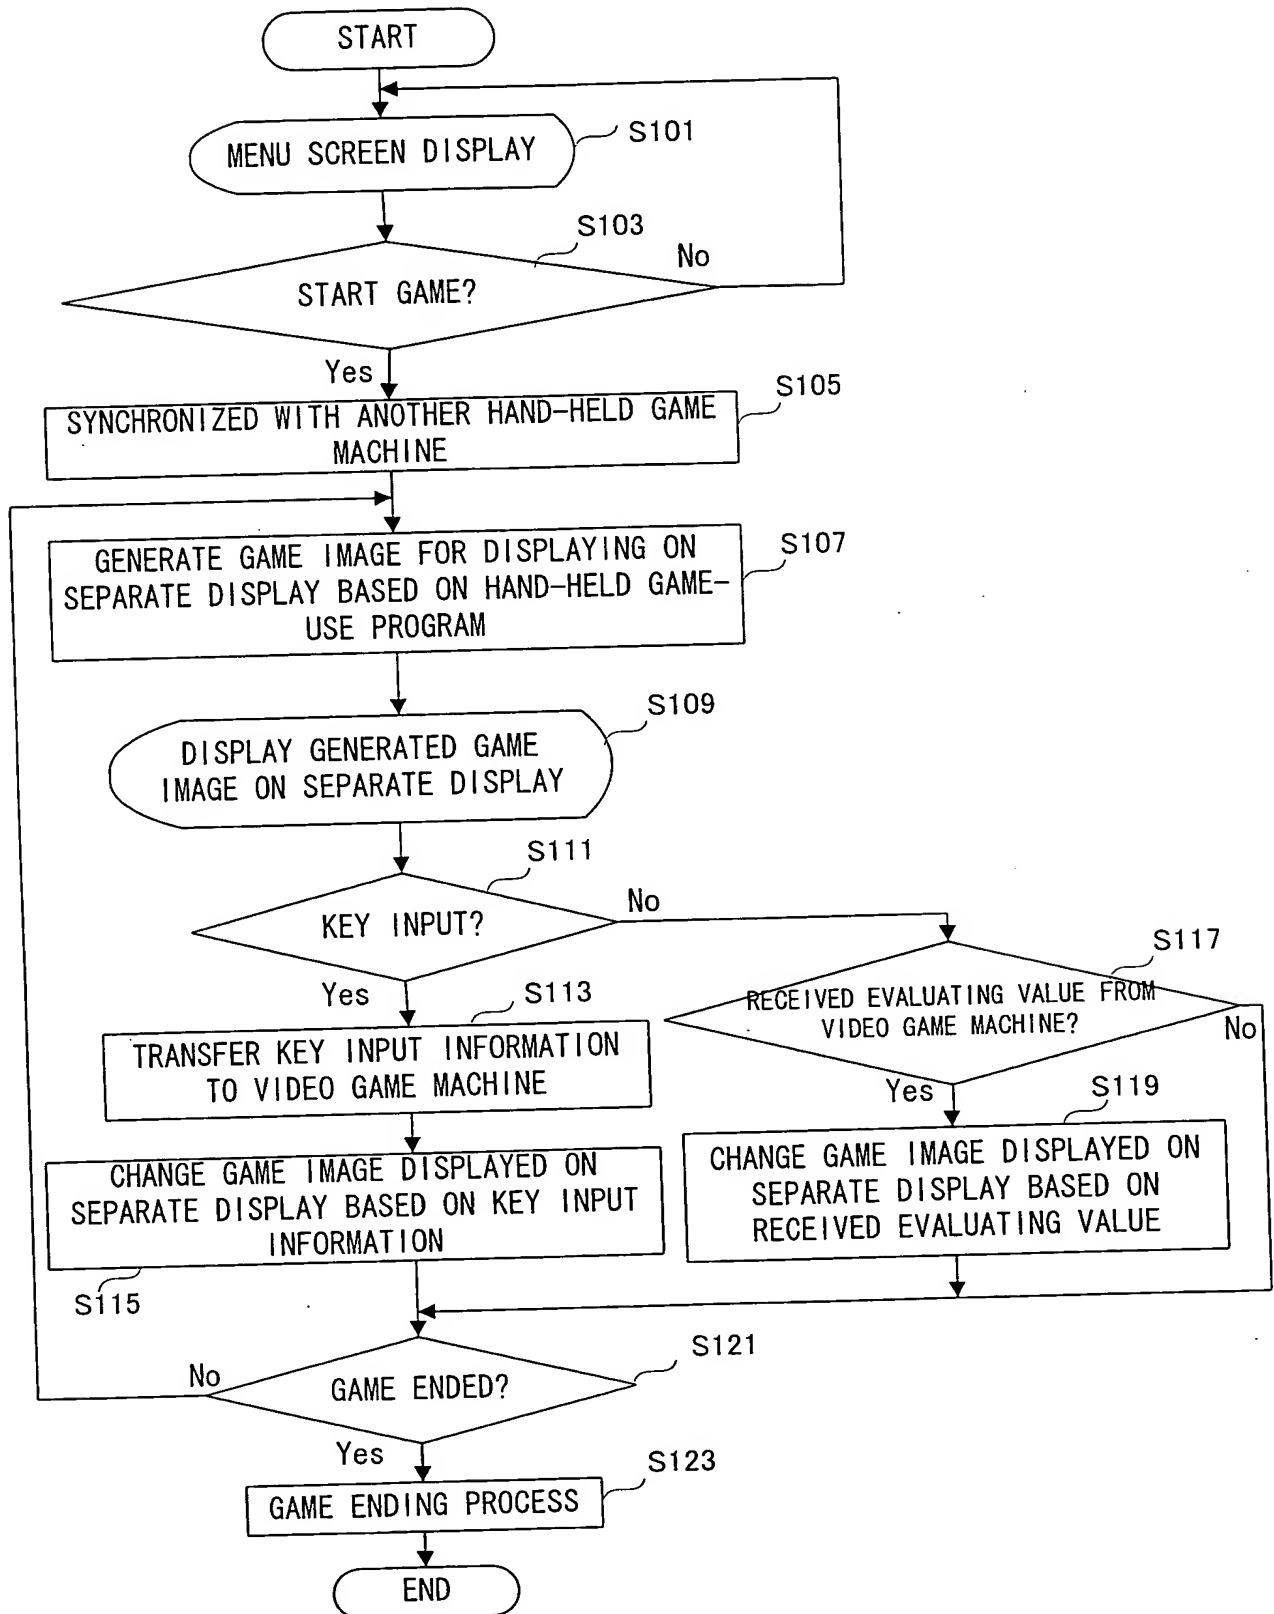 START
MENU SCREEN DISPLAY
S101
S103
No
START GAME?
Yes
S105
SYNCHRONIZED WITH ANOTHER HAND-HELD GAME
MACHINE
S107
GENERATE GAME IMAGE FOR DISPLAYING ON
SEPARATE DISPLAY BASED ON HAND-HELD GAME-
USE PROGRAM
S109
DISPLAY GENERATED GAME
IMAGE ON SEPARATE DISPLAY
S111
KEY INPUT?
No
Yes
S113
TRANSFER KEY INPUT INFORMATION
TO VIDEO GAME MACHINE
CHANGE GAME IMAGE DISPLAYED ON
SEPARATE DISPLAY BASED ON KEY INPUT
INFORMATION
S115
S117
RECEIVED EVALUATING VALUE FROM
VIDEO GAME MACHINE?
No
Yes
S119
CHANGE GAME IMAGE DISPLAYED ON
SEPARATE DISPLAY BASED ON
RECEIVED EVALUATING VALUE
S121
No
GAME ENDED?
Yes
S123
GAME ENDING PROCESS
END